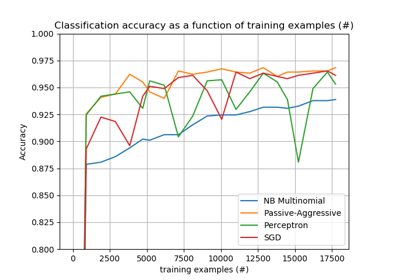 Classification accuracy as a function of training examples (#)
1.000
0.975
0.950
0.925
0.900
0.875
0.850
0.825
0.800
Accuracy
NB Multinomial
Passive-Aggressive
Perceptron
SGD
0 2500 5000 7500 10000 12500 15000 17500
training examples (#)